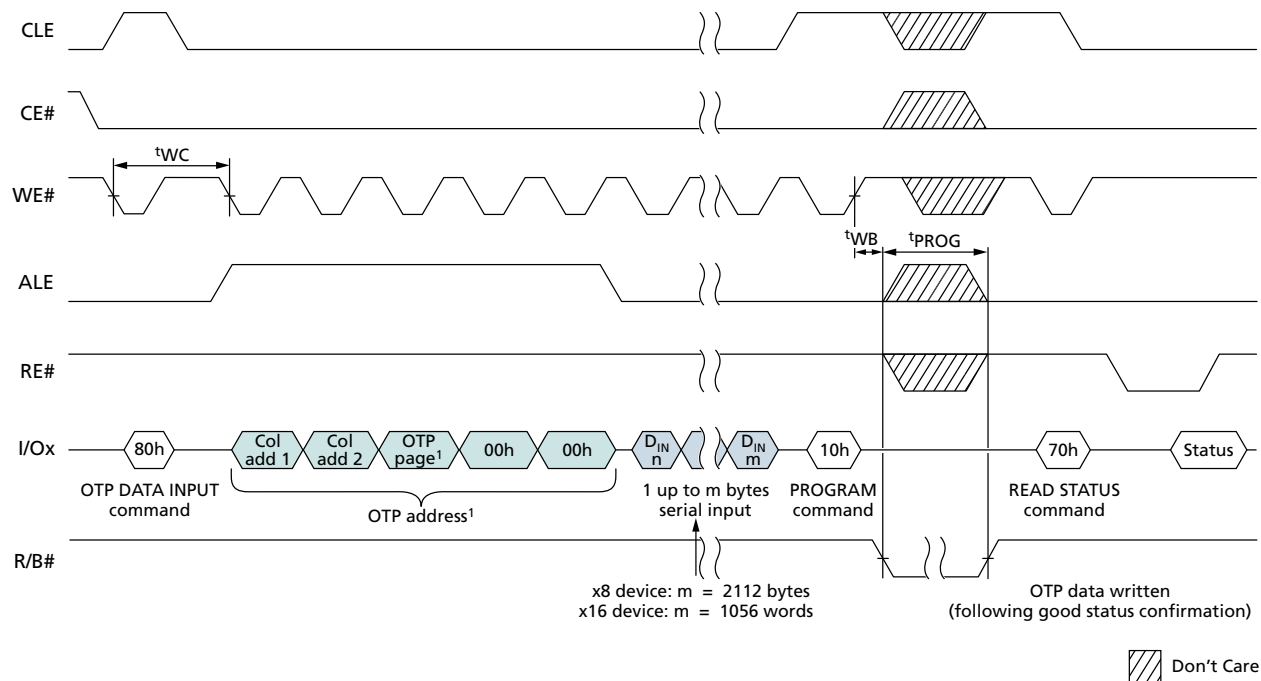 CLE
CE#
tWC
WE#
tWB
tPROG
ALE
RE#
I/Ox
80h
Col add 1
Col add 2
OTP page1
00h
00h
DIN n
DIN m
10h
70h
Status
OTP DATA INPUT
command
OTP address1
1 up to m bytes
serial input
PROGRAM
command
READ STATUS
command
R/B#
x8 device: m = 2112 bytes
x16 device: m = 1056 words
OTP data written
(following good status confirmation)
Don't Care